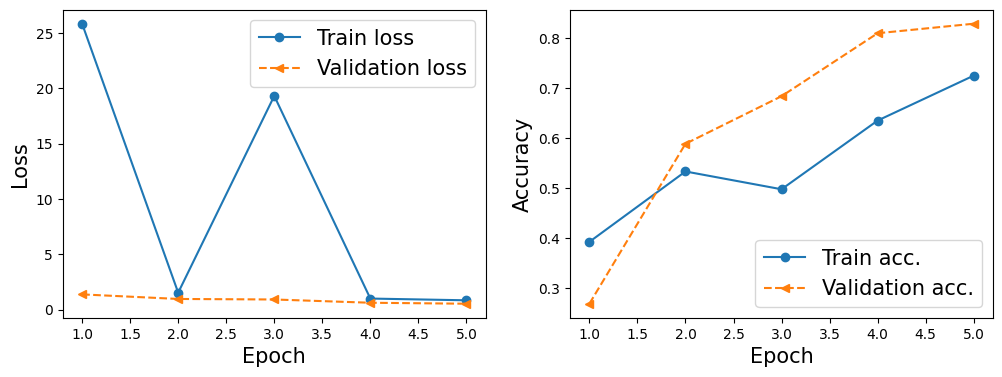 25
20
15
10
5
0
Loss
Train loss
Validation loss
1.0 1.5 2.0 2.5 3.0 3.5 4.0 4.5 5.0
Epoch
0.8
0.7
0.6
0.5
0.4
0.3
Accuracy
Train acc.
Validation acc.
1.0 1.5 2.0 2.5 3.0 3.5 4.0 4.5 5.0
Epoch